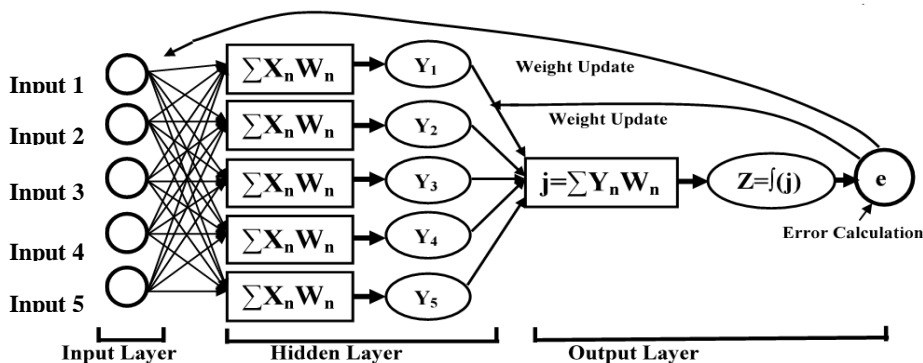 Input 1
∑XₙWₙ
Y₁
Weight Update
Input 2
∑XₙWₙ
Y₂
Weight Update
Input 3
∑XₙWₙ
Y₃
j=∑YₙWₙ
Z=∫(j)
e
Input 4
∑XₙWₙ
Y₄
Error Calculation
Input 5
∑XₙWₙ
Y₅
Input Layer
Hidden Layer
Output Layer